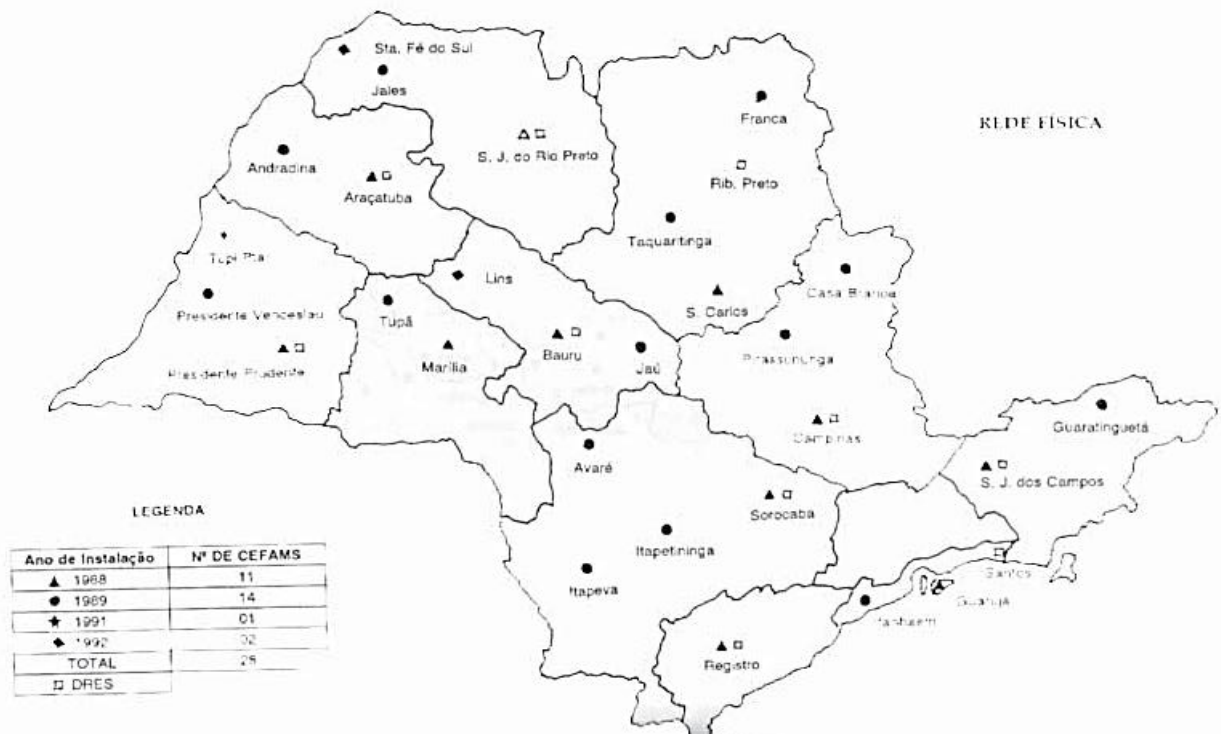 Sta. Fé do Sul
Jales
Franca
REDE FÍSICA
S. J. do Rio Preto
Andradina
Rib. Preto
Araçatuba
Taquaritinga
Tupi Pta.
Lins
Casa Branca
S. Carlos
Presidente Venceslau
Tupã
Pirassununga
Marília
Bauru
Jaú
Presidente Prudente
Campinas
Guaratinguetá
Avaré
S. J. dos Campos
Sorocaba
LEGENDA
Itapetininga
Ano de Instalação Nº DE CEFAMS
▲ 1988 11
● 1989 14
★ 1991 01
◆ 1992 02
TOTAL 28
DRES
Itapeva
Santos
Guarujá
Itanhaém
Registro